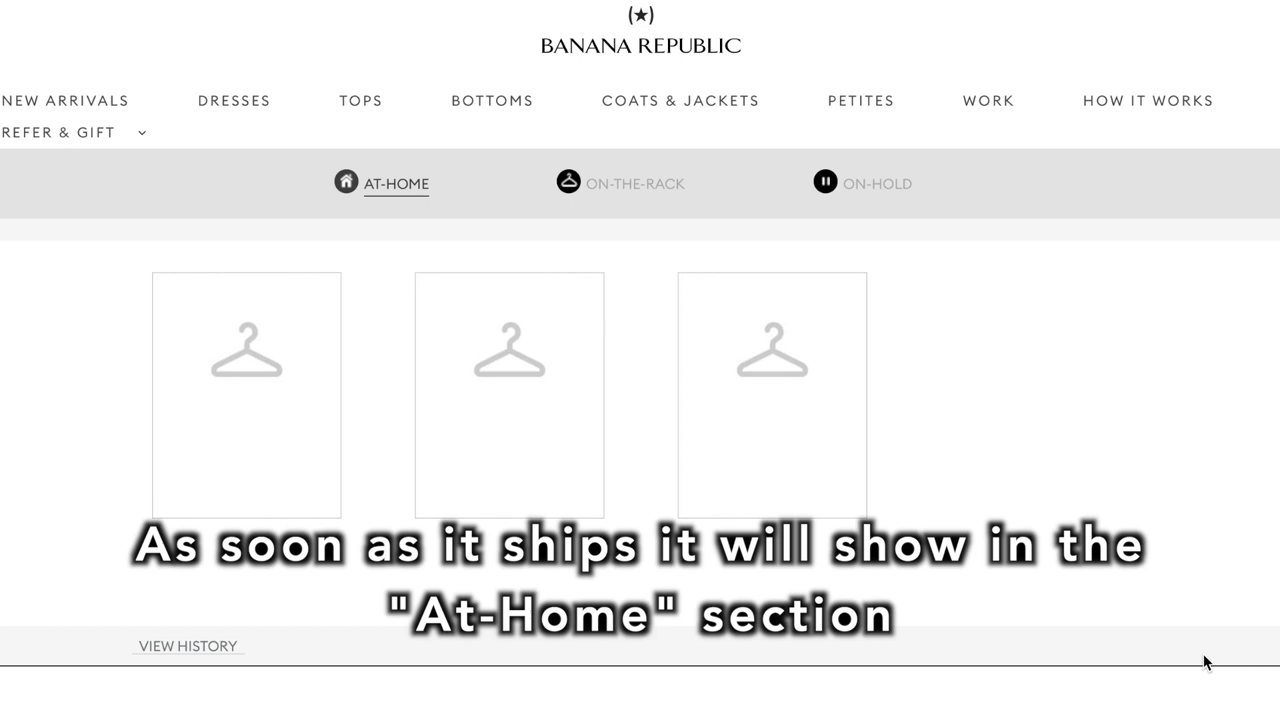 (★)
BANANA REPUBLIC
NEW ARRIVALS DRESSES TOPS BOTTOMS COATS & JACKETS PETITES WORK HOW IT WORKS
REFER & GIFT
AT-HOME ON-THE-RACK ON-HOLD
As soon as it ships it will show in the
"At-Home" section
VIEW HISTORY